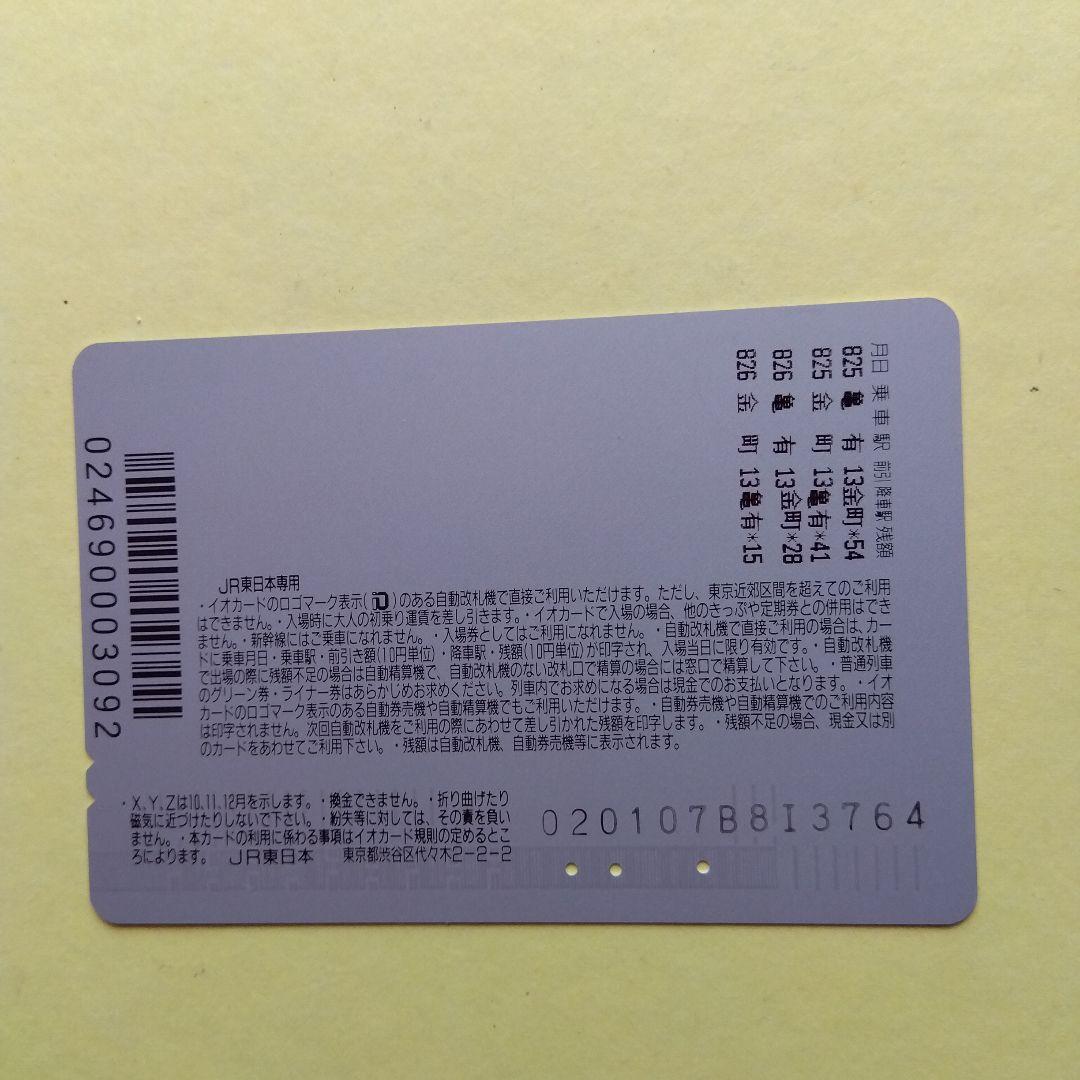 月日 乗車駅 前引 降車駅 残額
825 亀 有 13金町*54
825 金 町 13亀有*41
826 亀 有 13金町*28
826 金 町 13亀有*15
0246900003092
JR東日本専用
・イオカードのロゴマーク表示( )のある自動改札機で直接ご利用いただけます。ただし、東京近郊区間を超えてのご利用
はできません。・入場時に大人の初乗り運賃を差し引きます。・イオカードで入場の場合、他のきっぷや定期券との併用はでき
ません。・新幹線にはご乗車になれません。・入場券としてはご利用になれません。・自動改札機で直接ご利用の場合は、カー
ドに乗車月日・乗車駅・前引き額(10円単位)・降車駅・残額(10円単位)が印字され、入場当日に限り有効です。・自動改札機
で出場の際に残額不足の場合は自動精算機で、自動改札機のない改札口で精算の場合には窓口で精算して下さい。・普通列車
のグリーン券・ライナー券はあらかじめお求めください。列車内でお求めになる場合は現金でのお支払いとなります。・イオ
カードのロゴマーク表示のある自動券売機や自動精算機でもご利用いただけます。・自動券売機や自動精算機でのご利用内容
は印字されません。次回自動改札機をご利用の際にあわせて差し引かれた残額を印字します。・残額不足の場合、現金又は別
のカードをあわせてご利用下さい。・残額は自動改札機、自動券売機等に表示されます。
・X、Y、Zは10、11、12月を示します。・換金できません。・折り曲げたり
磁気に近づけたりしないで下さい。・紛失等に対しては、その責を負い
ません。・本カードの利用に係わる事項はイオカード規則の定めるとこ
ろによります。 JR東日本 東京都渋谷区代々木2-2-2
020107B8I3764